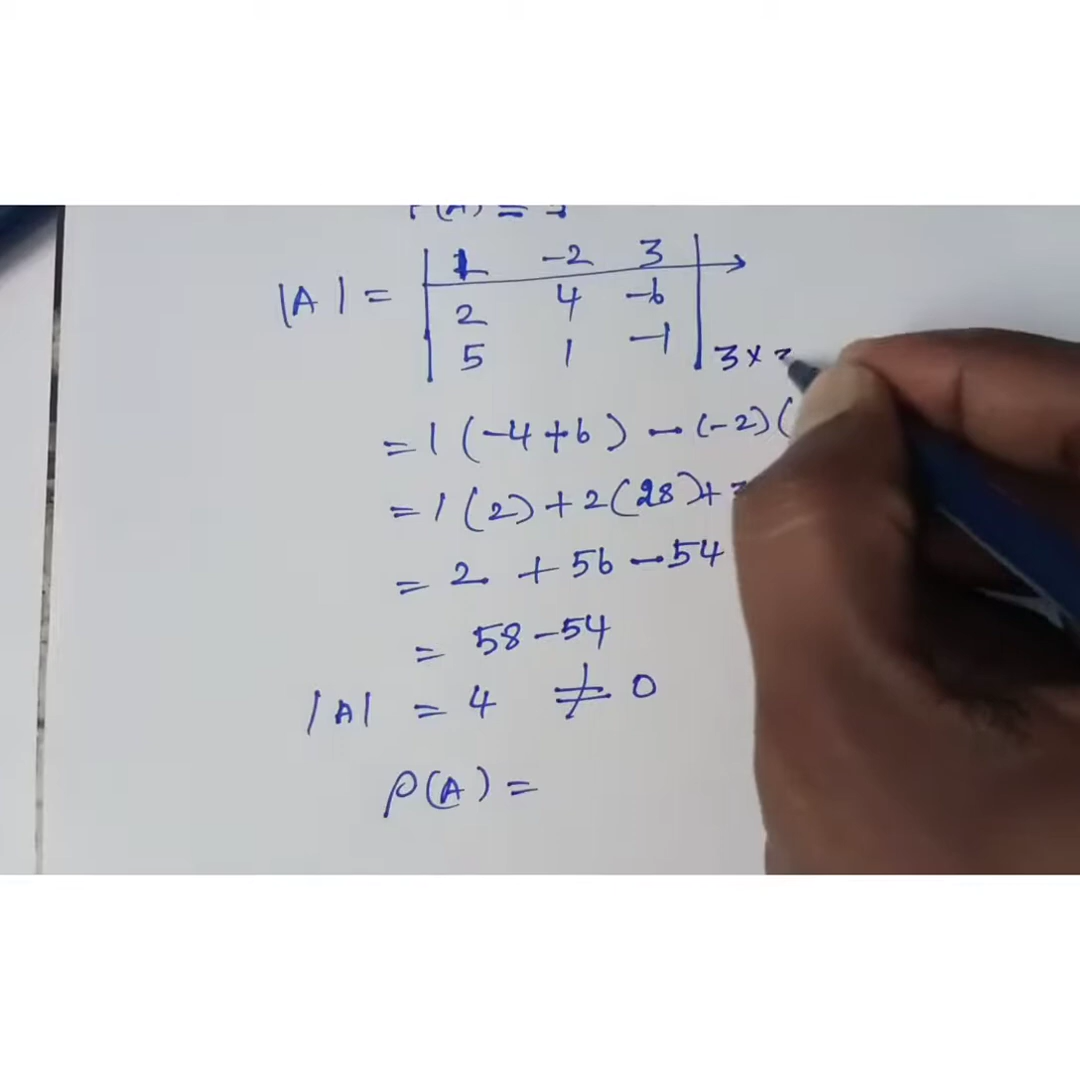 |A| = | 1 -2 3 | →
2 4 -6
5 1 -1 3 × 3
= 1 (-4+6) - (-2) (
= 1 (2) + 2 (28) +
= 2 + 56 - 54
= 58 - 54
|A| = 4 ≠ 0
ρ(A) =